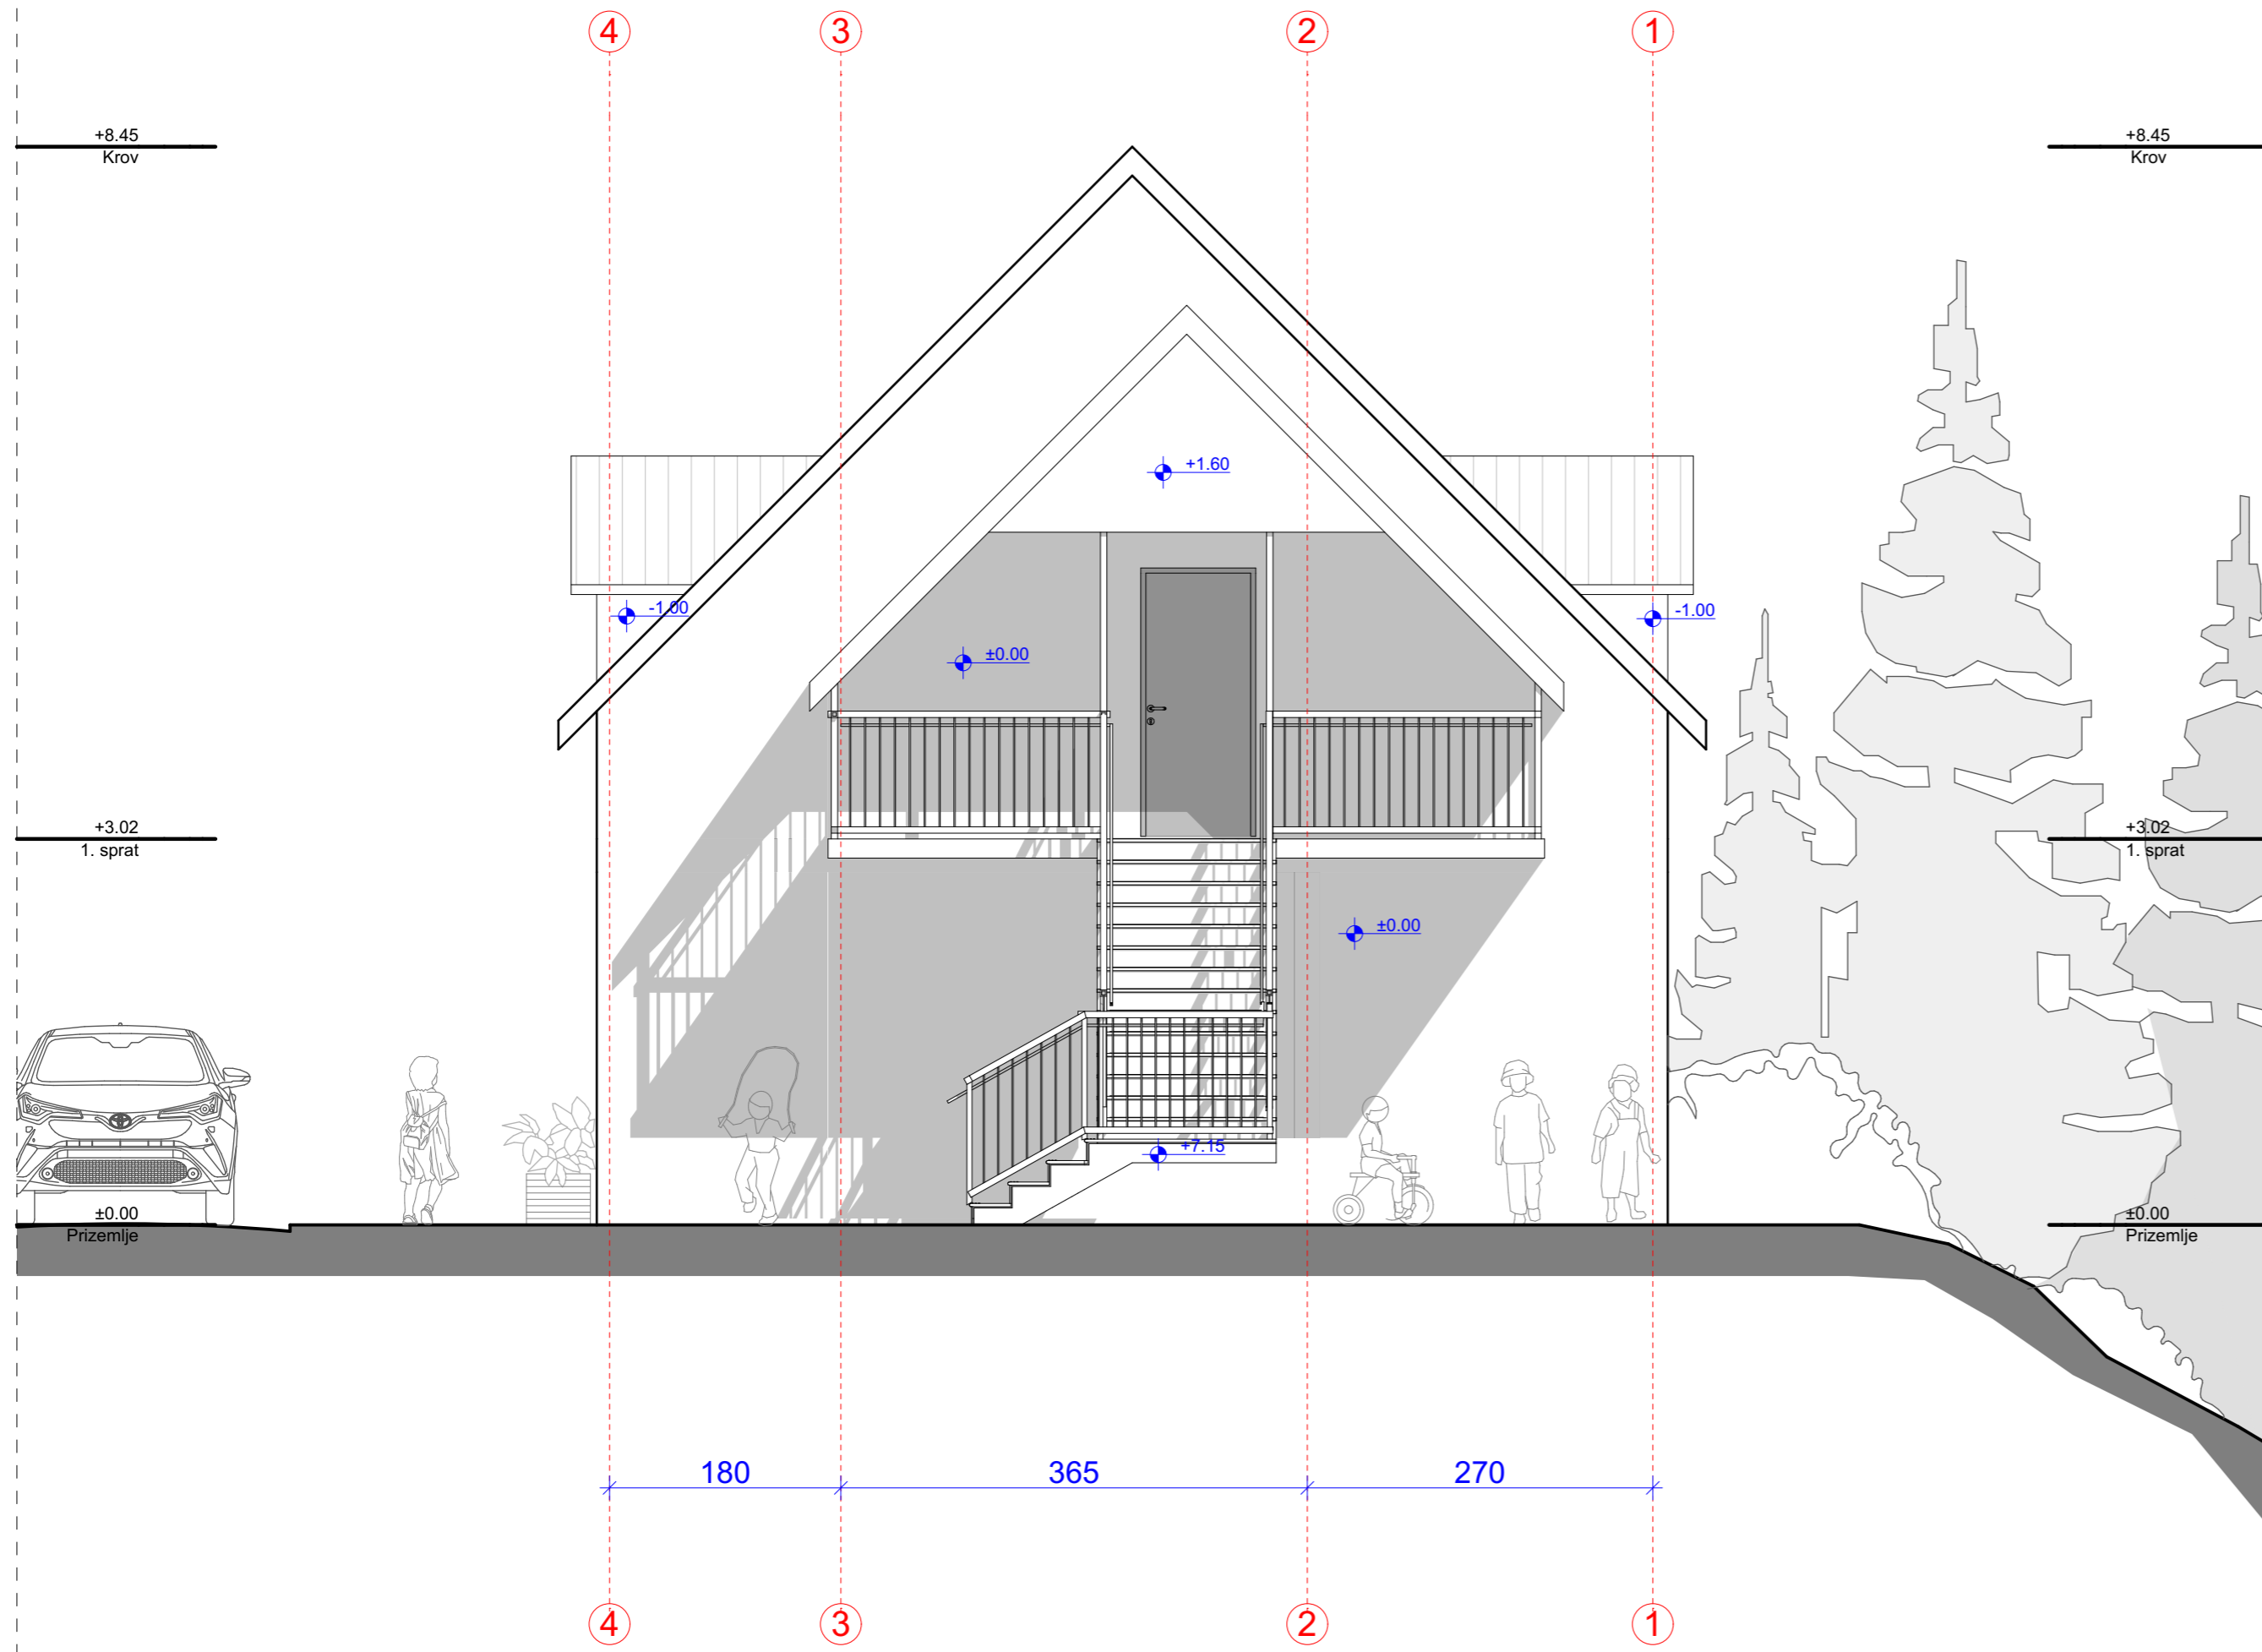 4 3 2 1
+8.45 +8.45
Krov Krov
+1.60
-1.00 -1.00
±0.00
+3.02 +3.02
1. sprat 1. sprat
±0.00
+7.15
±0.00 ±0.00
Prizemlje Prizemlje
180 365 270
4 3 2 1